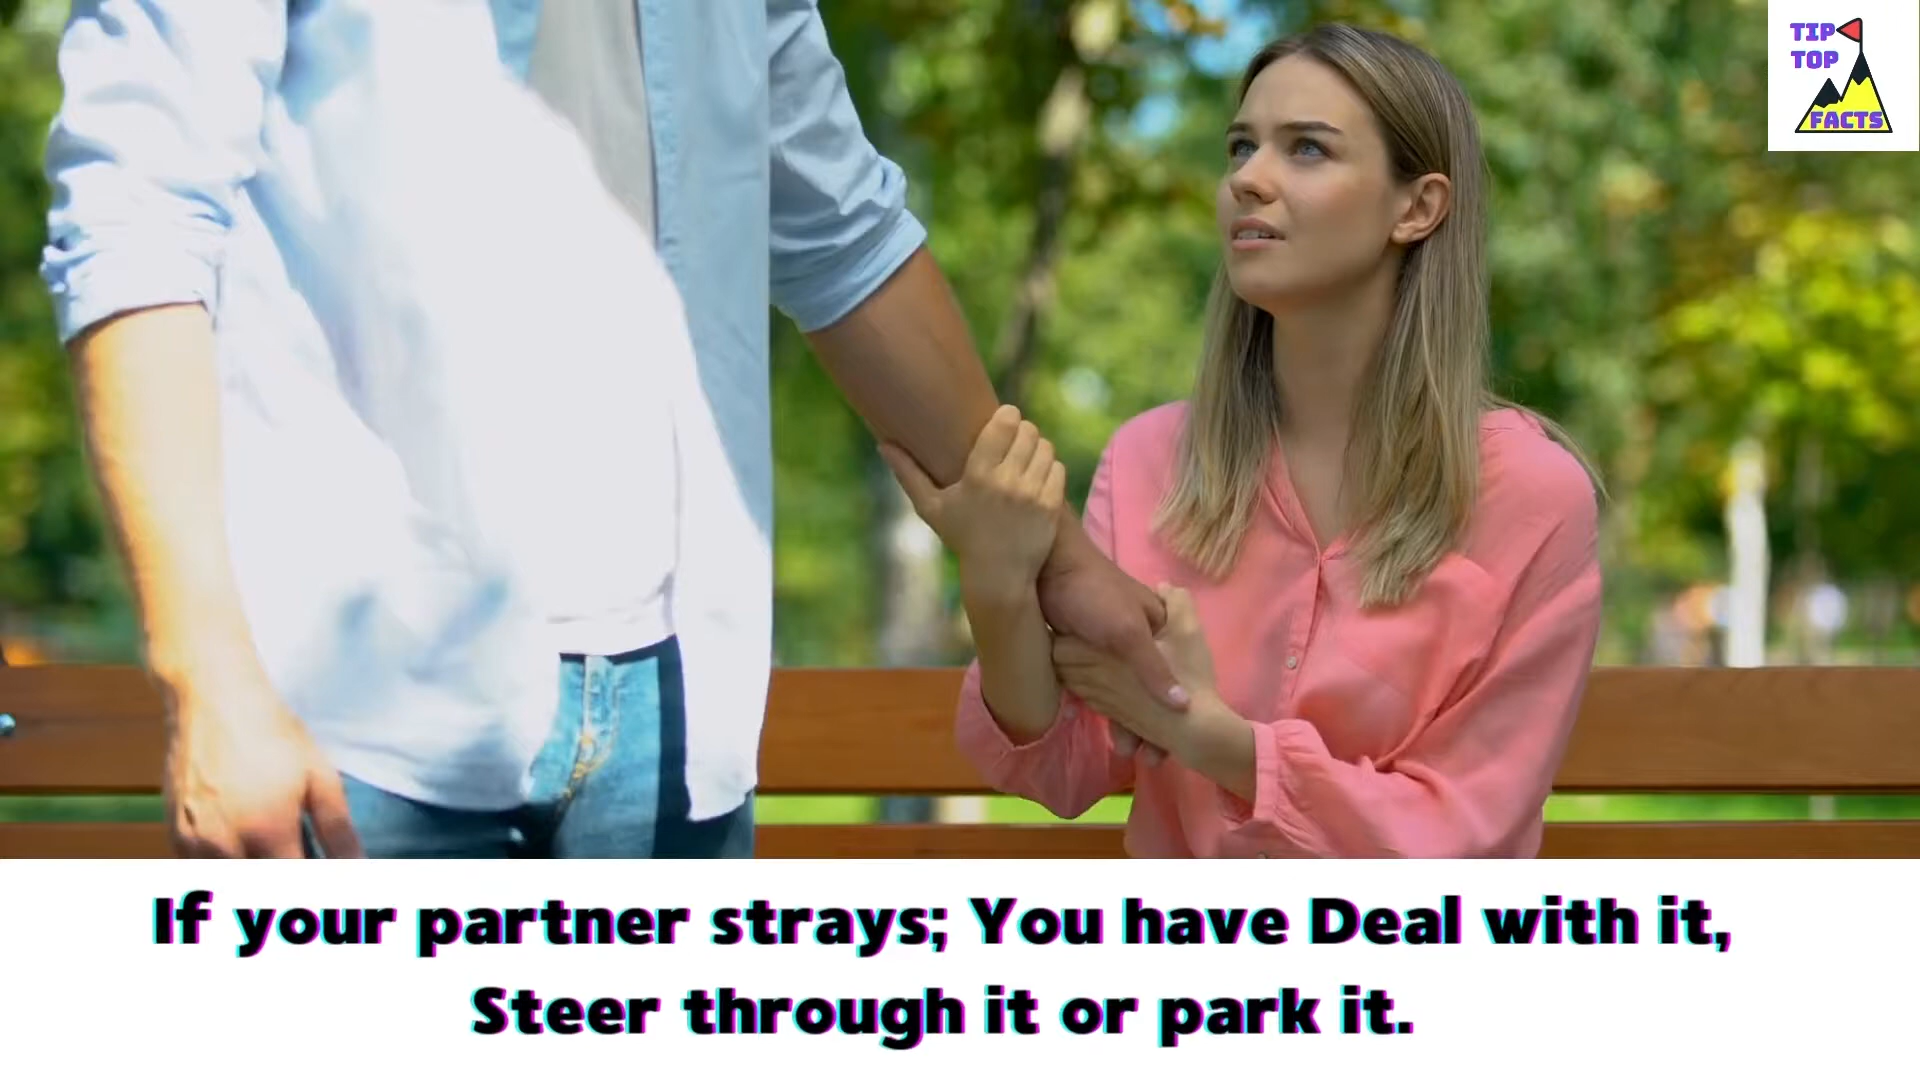 TIP
TOP
FACTS
If your partner strays; You have Deal with it,
Steer through it or park it.